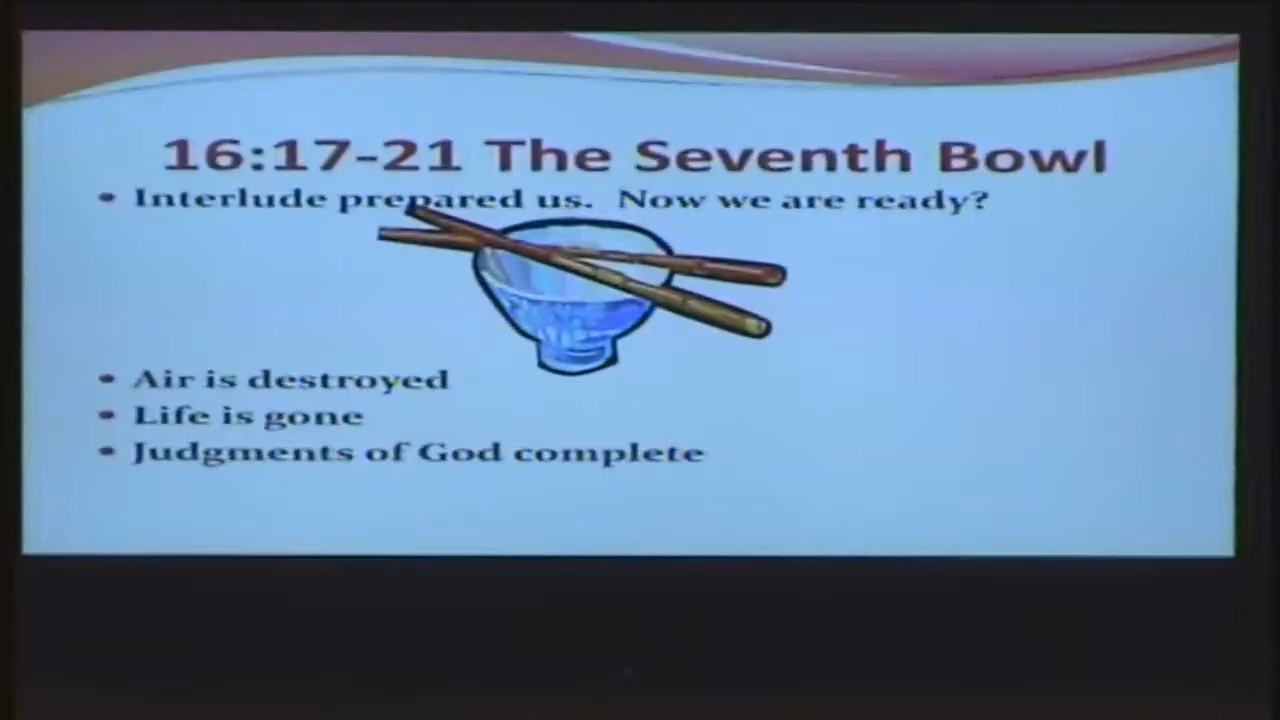 16:17-21 The Seventh Bowl
• Interlude prepared us. Now we are ready?
• Air is destroyed
• Life is gone
• Judgments of God complete